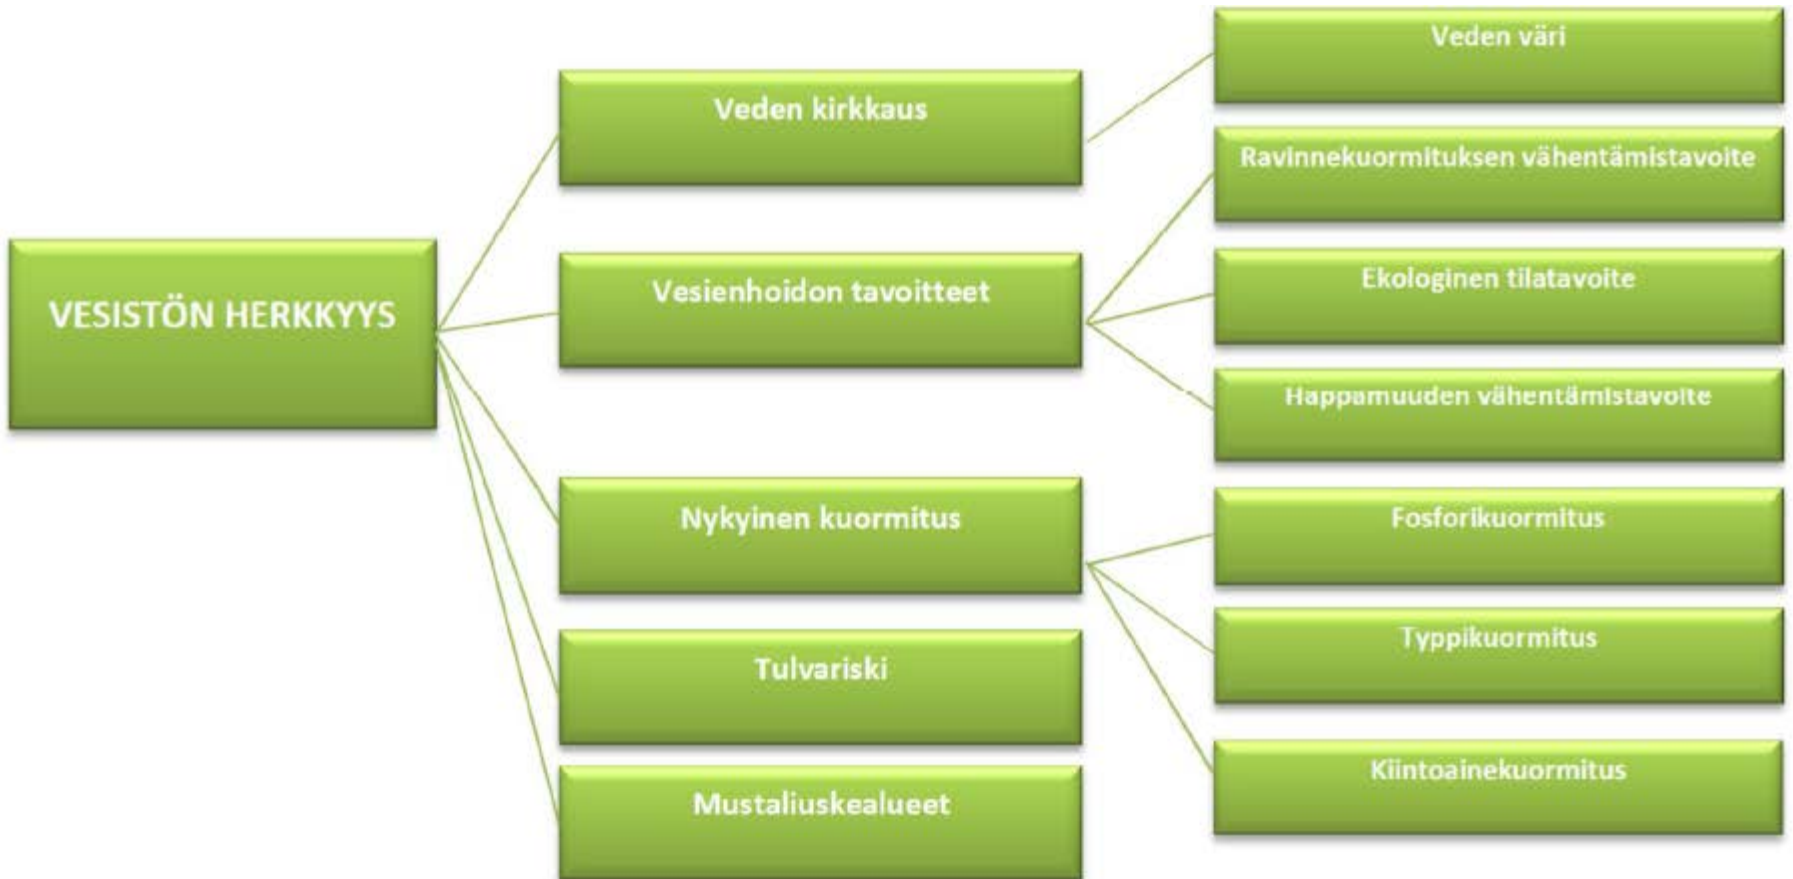 VESISTÖN HERKKYYS
Veden kirkkaus
Vesienhoidon tavoitteet
Nykyinen kuormitus
Tulvariski
Mustaliuskealueet
Veden väri
Ravinnekuormituksen vähentämistavoite
Ekologinen tilatavoite
Happamuuden vähentämistavoite
Fosforikuormitus
Typpikuormitus
Kiintoainekuormitus